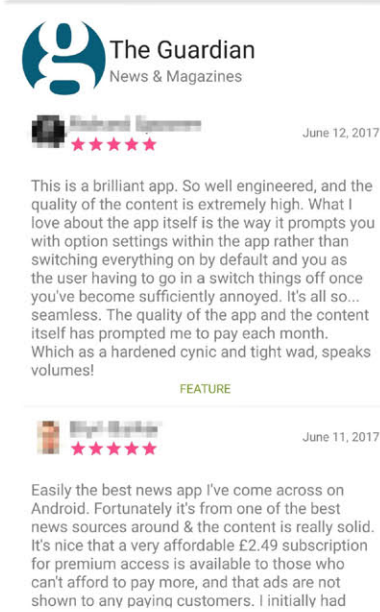 The Guardian
News & Magazines
June 12, 2017
This is a brilliant app. So well engineered, and the
quality of the content is extremely high. What I
love about the app itself is the way it prompts you
with option settings within the app rather than
switching everything on by default and you as
the user having to go in a switch things off once
you've become sufficiently annoyed. It's all so...
seamless. The quality of the app and the content
itself has prompted me to pay each month.
Which as a hardened cynic and tight wad, speaks
volumes!
FEATURE
June 11, 2017
Easily the best news app I've come across on
Android. Fortunately it's from one of the best
news sources around & the content is really solid.
It's nice that a very affordable £2.49 subscription
for premium access is available to those who
can't afford to pay more, and that ads are not
shown to any paying customers. I initially had